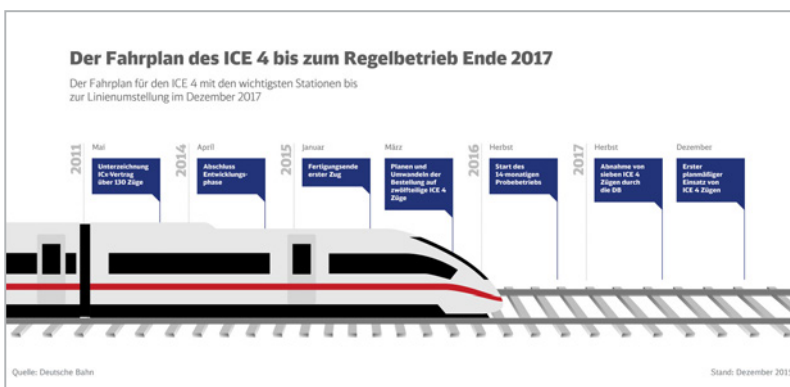 Der Fahrplan des ICE 4 bis zum Regelbetrieb Ende 2017
Der Fahrplan für den ICE 4 mit den wichtigsten Stationen bis
zur Linienumstellung im Dezember 2017
2011
Mai
Unterzeichnung
ICx-Vertrag
über 130 Züge
2014
April
Abschluss
Entwicklungs-
phase
2015
Januar
Fertigungsende
erster Zug
März
Planen und
Umwandeln der
Bestellung auf
zwölfteilige ICE 4
Züge
2016
Herbst
Start des
14-monatigen
Probebetriebs
2017
Herbst
Abnahme von
sieben ICE 4
Zügen durch
die DB
Dezember
Erster
planmäßiger
Einsatz von
ICE 4 Zügen
Quelle: Deutsche Bahn
Stand: Dezember 2015